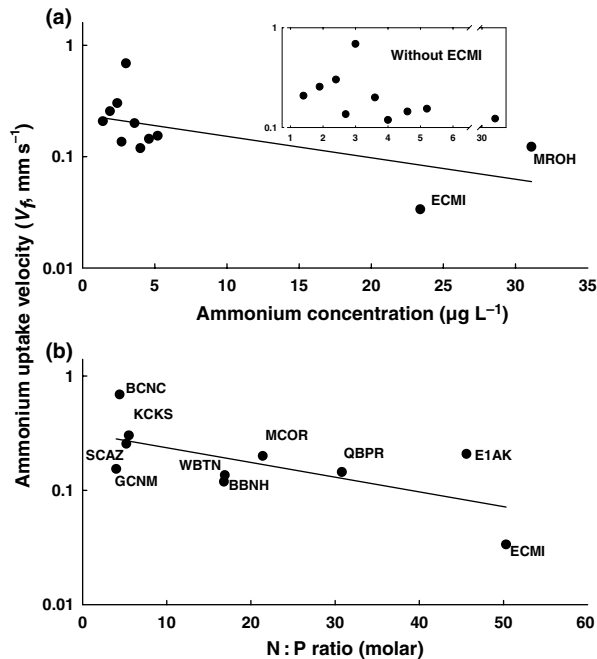 (a)
1
0.1
0.01
0 5 10 15 20 25 30 35
Ammonium concentration (µg L⁻¹)
MROH
ECMI
Without ECMI
1
0.1
1 2 3 4 5 6 30
Ammonium uptake velocity (Vf, mm s⁻¹)
(b)
1
0.1
0.01
BCNC
KCKS
SCAZ
GCNM
WBTN
BBNH
MCOR
QBPR
E1AK
ECMI
0 10 20 30 40 50 60
N : P ratio (molar)